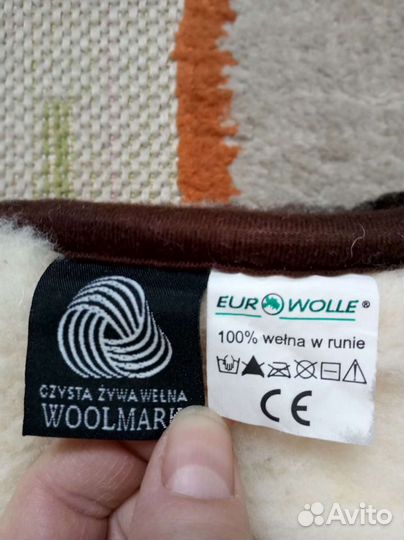 CZYSTA ŻYWA WEŁNA
WOOLMARK
EUROWOLLE®
100% wełna w runie
CE
Avito